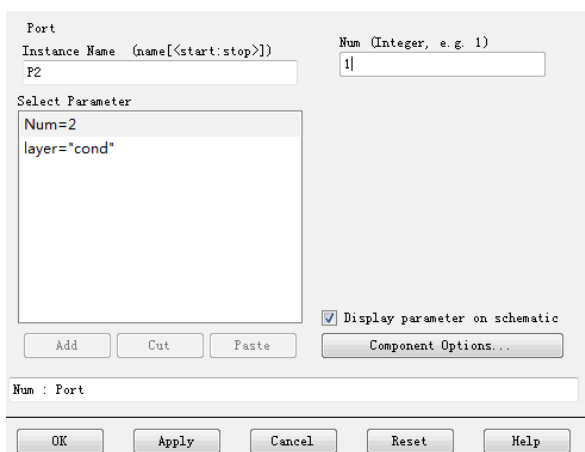 Port
Instance Name (name[<start:stop>])
P2
Num (Integer, e.g. 1)
1
Select Parameter
Num=2
layer="cond"
Display parameter on schematic
Add Cut Paste
Component Options...
Num : Port
OK Apply Cancel Reset Help